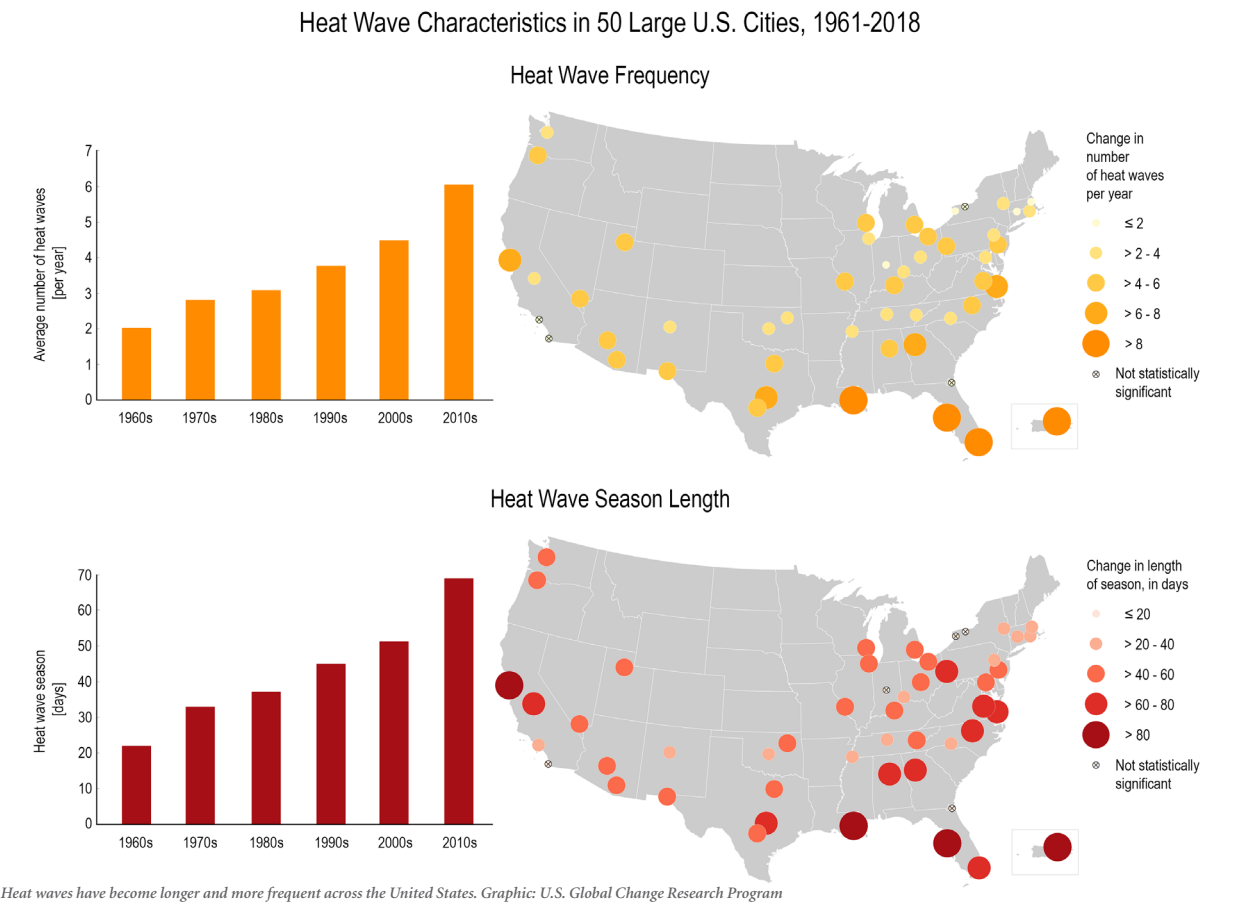 Heat Wave Characteristics in 50 Large U.S. Cities, 1961-2018
Heat Wave Frequency
Average number of heat waves
[per year]
7
6
5
4
3
2
1
0
1960s 1970s 1980s 1990s 2000s 2010s
Change in
number
of heat waves
per year
≤ 2
> 2 - 4
> 4 - 6
> 6 - 8
> 8
Not statistically
significant
Heat Wave Season Length
Heat wave season
[days]
70
60
50
40
30
20
10
0
1960s 1970s 1980s 1990s 2000s 2010s
Change in length
of season, in days
≤ 20
> 20 - 40
> 40 - 60
> 60 - 80
> 80
Not statistically
significant
Heat waves have become longer and more frequent across the United States. Graphic: U.S. Global Change Research Program